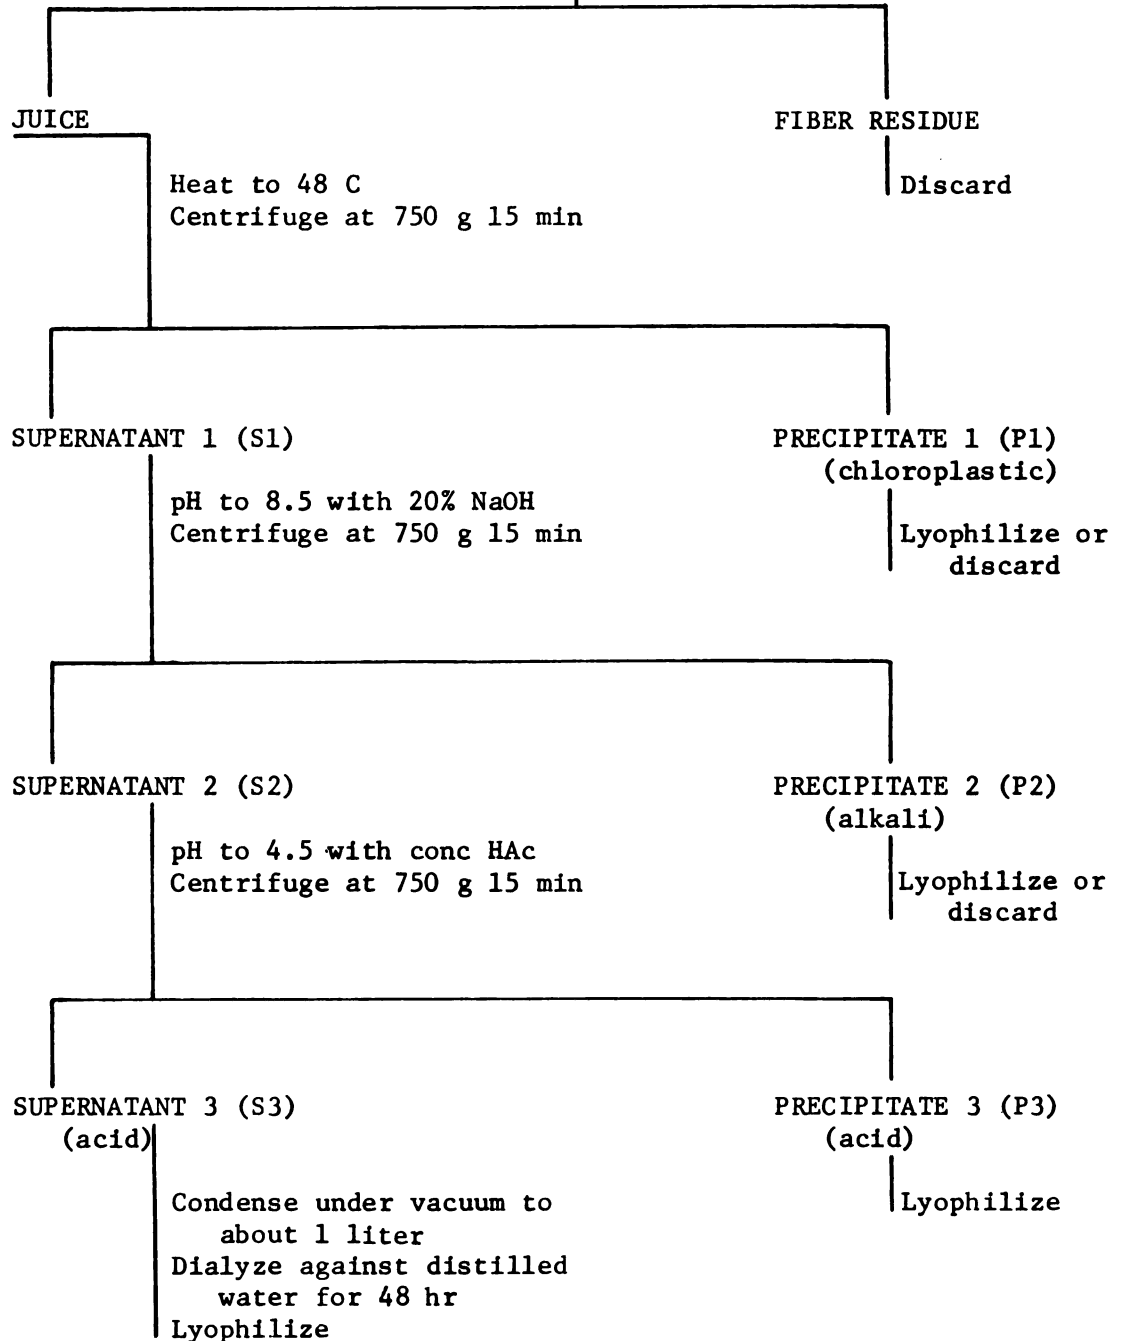 JUICE
FIBER RESIDUE
Heat to 48 C
Centrifuge at 750 g 15 min
Discard
SUPERNATANT 1 (S1)
PRECIPITATE 1 (P1)
(chloroplastic)
pH to 8.5 with 20% NaOH
Centrifuge at 750 g 15 min
Lyophilize or
discard
SUPERNATANT 2 (S2)
PRECIPITATE 2 (P2)
(alkali)
pH to 4.5 with conc HAc
Centrifuge at 750 g 15 min
Lyophilize or
discard
SUPERNATANT 3 (S3)
(acid)
PRECIPITATE 3 (P3)
(acid)
Condense under vacuum to
about 1 liter
Dialyze against distilled
water for 48 hr
Lyophilize
Lyophilize